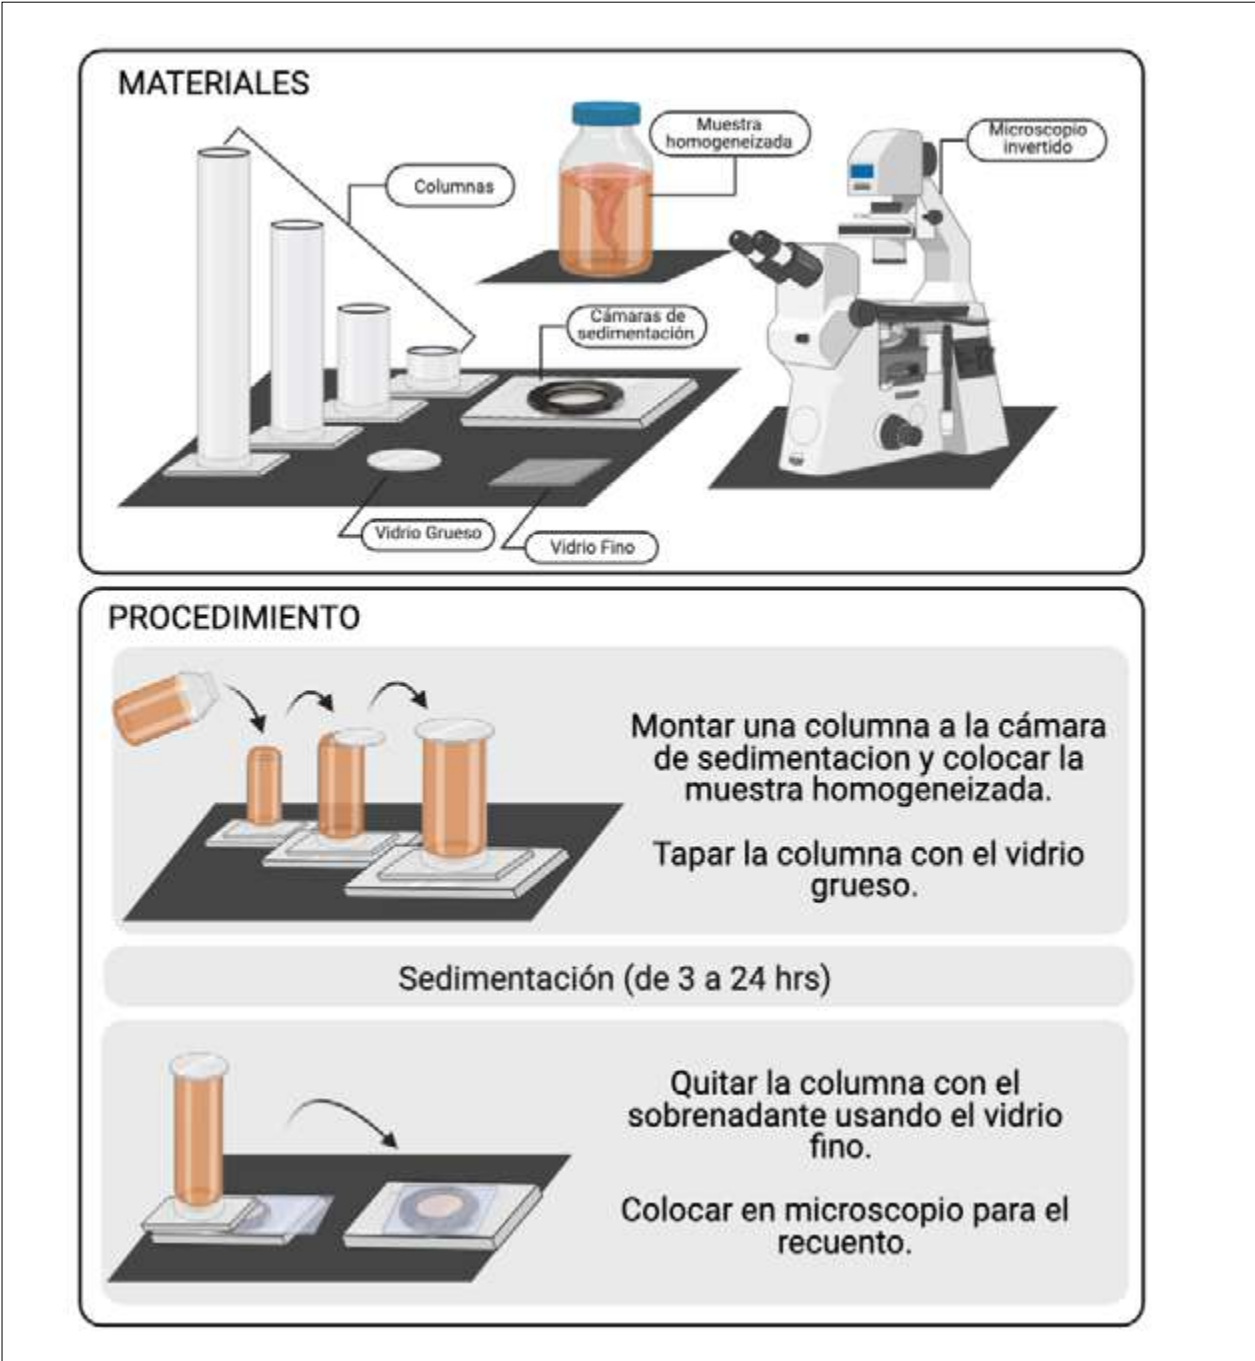 MATERIALES
Columnas
Muestra
homogeneizada
Microscopio
invertido
Cámaras de
sedimentación
Vidrio Grueso
Vidrio Fino
PROCEDIMIENTO
Montar una columna a la cámara
de sedimentacion y colocar la
muestra homogeneizada.
Tapar la columna con el vidrio
grueso.
Sedimentación (de 3 a 24 hrs)
Quitar la columna con el
sobrenadante usando el vidrio
fino.
Colocar en microscopio para el
recuento.